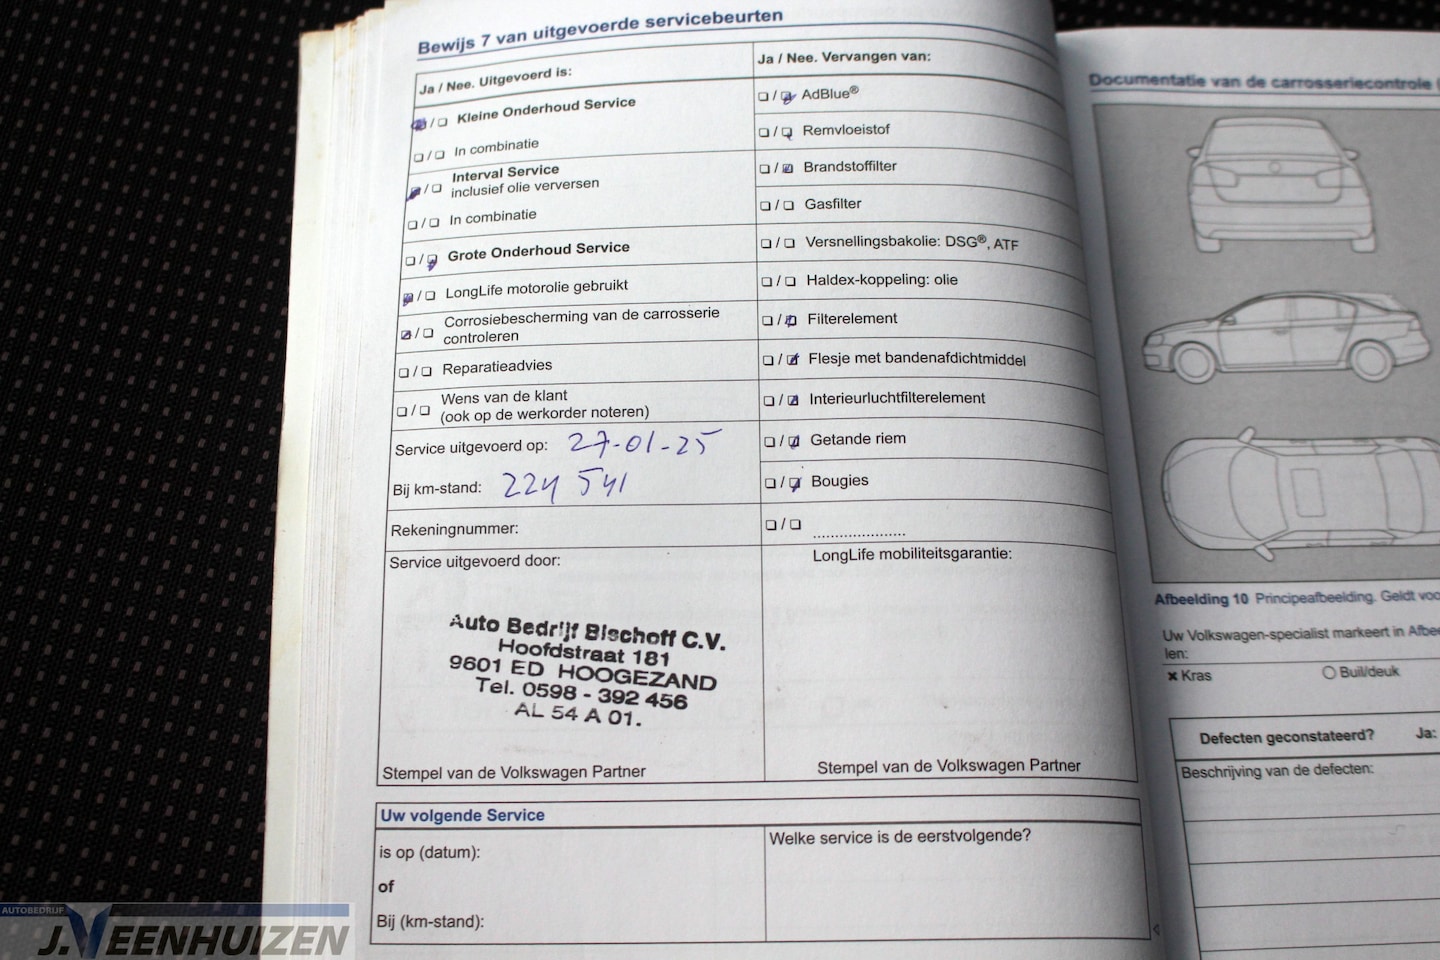 Bewijs 7 van uitgevoerde servicebeurten
Ja / Nee. Uitgevoerd is:
Kleine Onderhoud Service
In combinatie
Interval Service
inclusief olie verversen
In combinatie
Grote Onderhoud Service
LongLife motorolie gebruikt
Corrosiebescherming van de carrosserie
controleren
Reparatieadvies
Wens van de klant
(ook op de werkorder noteren)
Service uitgevoerd op: 27-01-25
Bij km-stand: 224 541
Rekeningnummer:
Service uitgevoerd door:
Auto Bedrijf Bischoff C.V.
Hoofdstraat 181
9601 ED HOOGEZAND
Tel. 0598 - 392 456
AL 54 A 01.
Stempel van de Volkswagen Partner
Ja / Nee. Vervangen van:
AdBlue®
Remvloeistof
Brandstoffilter
Gasfilter
Versnellingsbakolie: DSG®, ATF
Haldex-koppeling: olie
Filterelement
Flesje met bandenafdichtmiddel
Interieurluchtfilterelement
Getande riem
Bougies
......................
LongLife mobiliteitsgarantie:
Stempel van de Volkswagen Partner
Uw volgende Service
is op (datum):
of
Bij (km-stand):
Welke service is de eerstvolgende?
Documentatie van de carrosseriecontrole
Afbeelding 10 Principeafbeelding. Geldt voo
Uw Volkswagen-specialist markeert in Afbee
len:
Kras
Buil/deuk
Defecten geconstateerd? Ja:
Beschrijving van de defecten:
AUTOBEDRIJF
J.VEENHUIZEN